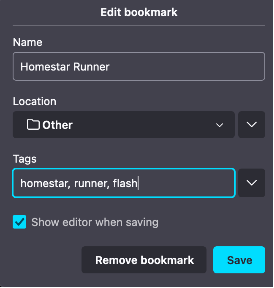 Edit bookmark
Name
Homestar Runner
Location
Other
Tags
homestar, runner, flash
Show editor when saving
Remove bookmark
Save